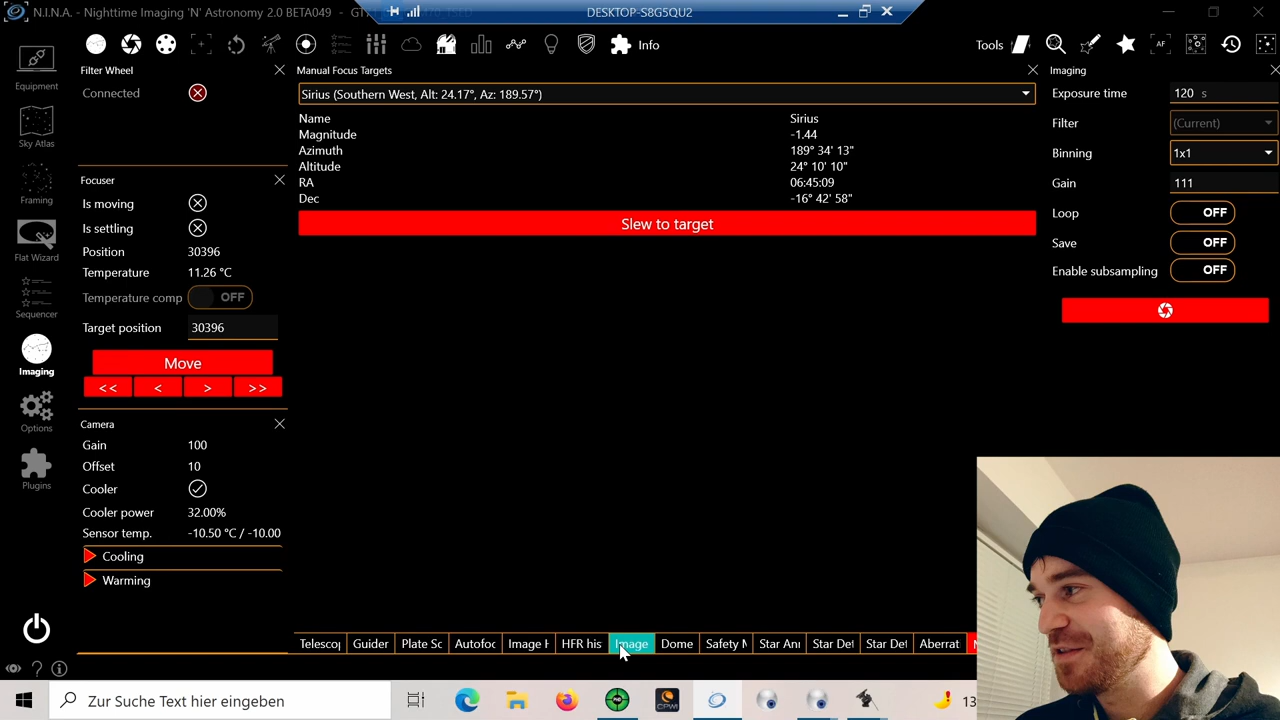 N.I.N.A. - Nighttime Imaging 'N' Astronomy 2.0 BETA049
DESKTOP-S8G5QU2
Info
Tools
Equipment
Sky Atlas
Framing
Flat Wizard
Sequencer
Imaging
Options
Plugins
Filter Wheel
Connected
Focuser
Is moving
Is settling
Position 30396
Temperature 11.26 °C
Temperature comp OFF
Target position 30396
Move
<< < > >>
Camera
Gain 100
Offset 10
Cooler
Cooler power 32.00%
Sensor temp. -10.50 °C / -10.00
Cooling
Warming
Manual Focus Targets
Sirius (Southern West, Alt: 24.17°, Az: 189.57°)
Name Sirius
Magnitude -1.44
Azimuth 189° 34' 13"
Altitude 24° 10' 10"
RA 06:45:09
Dec -16° 42' 58"
Slew to target
Telescop Guider Plate Sc Autofoc Image H HFR his Image Dome Safety M Star Ann Star Det Star Det Aberrat
AF
Imaging
Exposure time 120 s
Filter (Current)
Binning 1x1
Gain 111
Loop OFF
Save OFF
Enable subsampling OFF
Zur Suche Text hier eingeben
CPWI
13